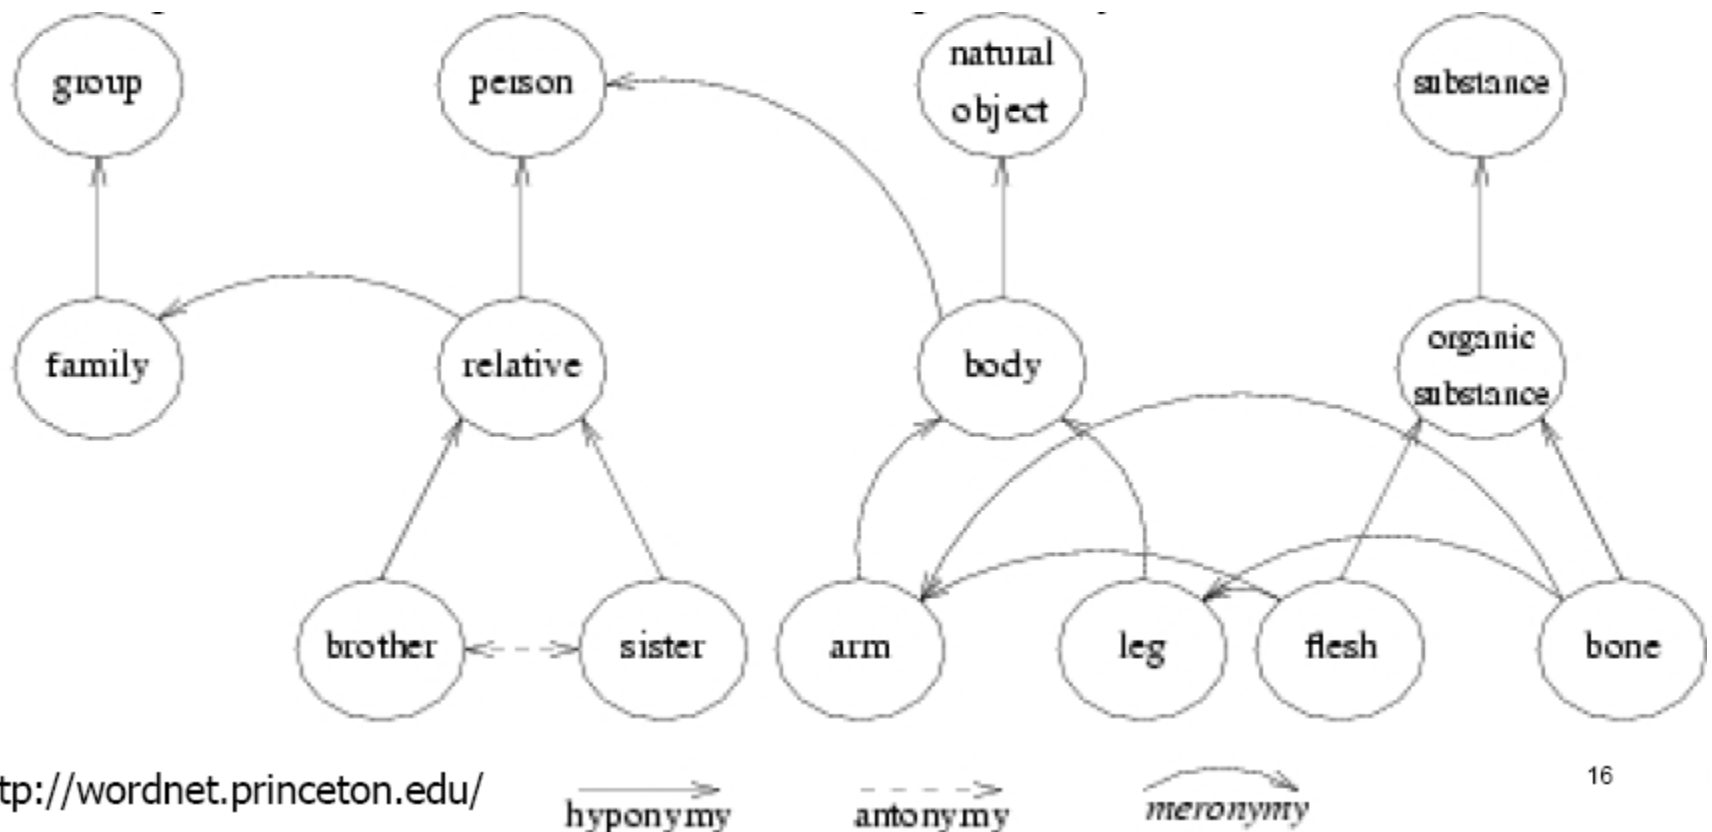 group
person
natural
object
substance
family
relative
body
organic
substance
brother
sister
arm
leg
flesh
bone
tp://wordnet.princeton.edu/
hyponymy
antonymy
meronymy
16